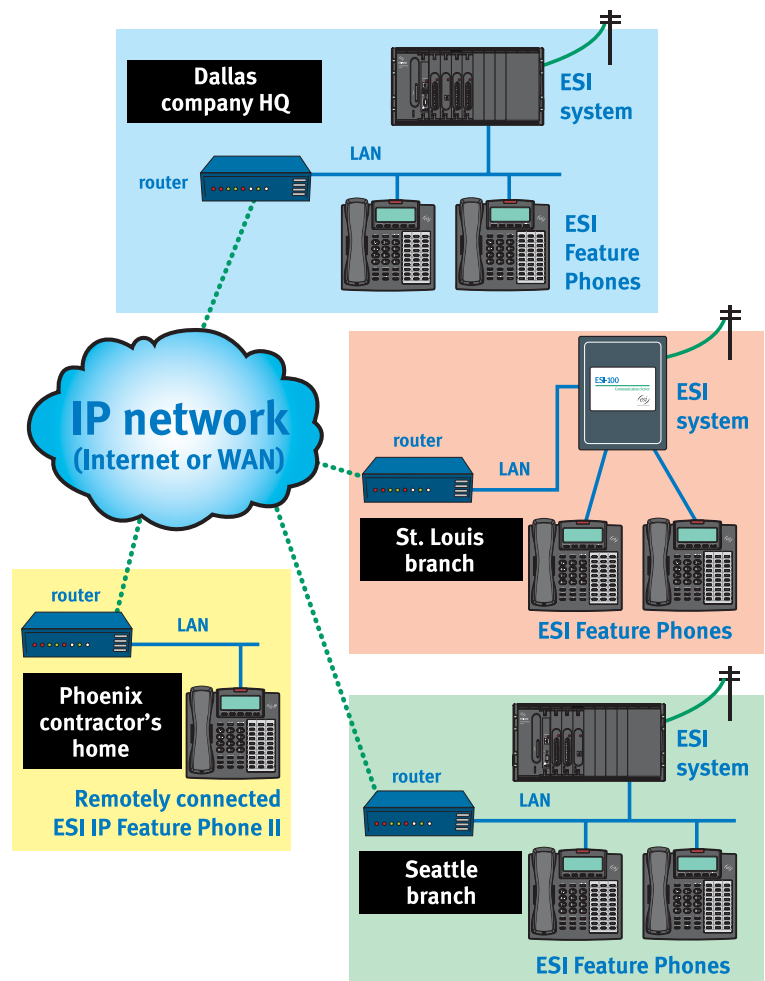 Dallas
company HQ
ESI
system
LAN
router
ESI
Feature
Phones
IP network
(Internet or WAN)
ESI-100
Communication Server
ESI
system
router
LAN
St. Louis
branch
ESI Feature Phones
router
LAN
Phoenix
contractor's
home
Remotely connected
ESI IP Feature Phone II
ESI
system
router
LAN
Seattle
branch
ESI Feature Phones